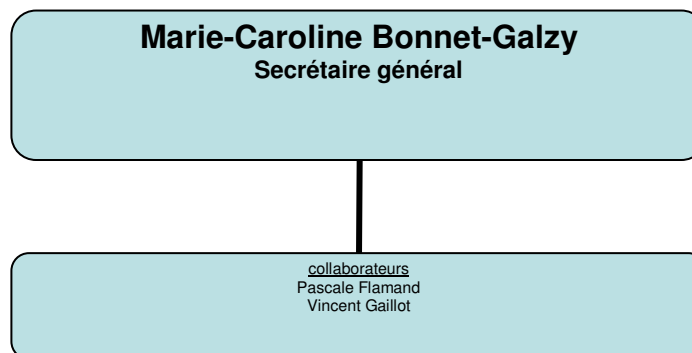 Marie-Caroline Bonnet-Galzy
Secrétaire général
collaborateurs
Pascale Flamand
Vincent Gaillot